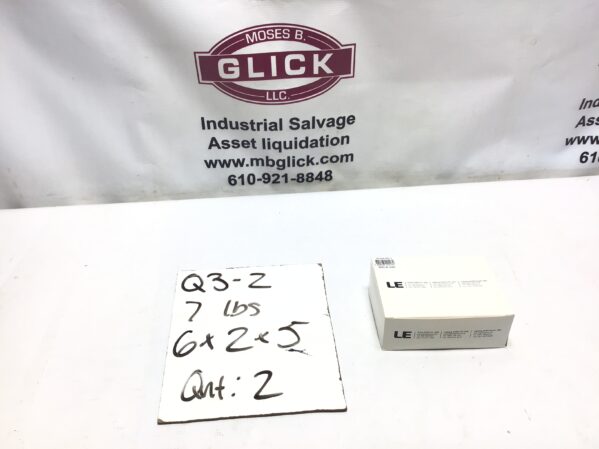 MOSES B.
GLICK
LLC.
Industrial Salvage
Asset liquidation
www.mbglick.com
610-921-8848
Q3-2
7 lbs
6x2x5
Qnt: 2
LE
LE